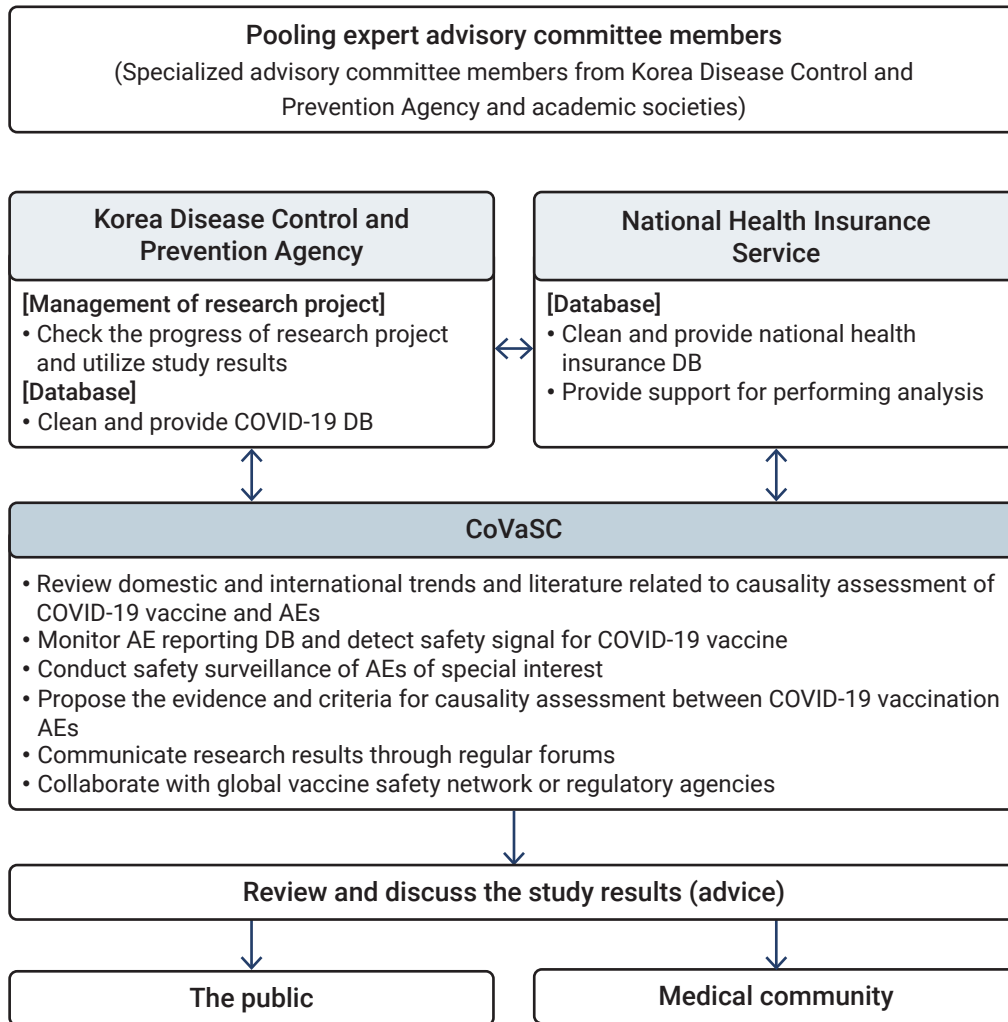 Pooling expert advisory committee members
(Specialized advisory committee members from Korea Disease Control and
Prevention Agency and academic societies)
Korea Disease Control and
Prevention Agency
[Management of research project]
• Check the progress of research project
and utilize study results
[Database]
• Clean and provide COVID-19 DB
National Health Insurance
Service
[Database]
• Clean and provide national health
insurance DB
• Provide support for performing analysis
CoVaSC
• Review domestic and international trends and literature related to causality assessment of
COVID-19 vaccine and AEs
• Monitor AE reporting DB and detect safety signal for COVID-19 vaccine
• Conduct safety surveillance of AEs of special interest
• Propose the evidence and criteria for causality assessment between COVID-19 vaccination
AEs
• Communicate research results through regular forums
• Collaborate with global vaccine safety network or regulatory agencies
Review and discuss the study results (advice)
The public
Medical community